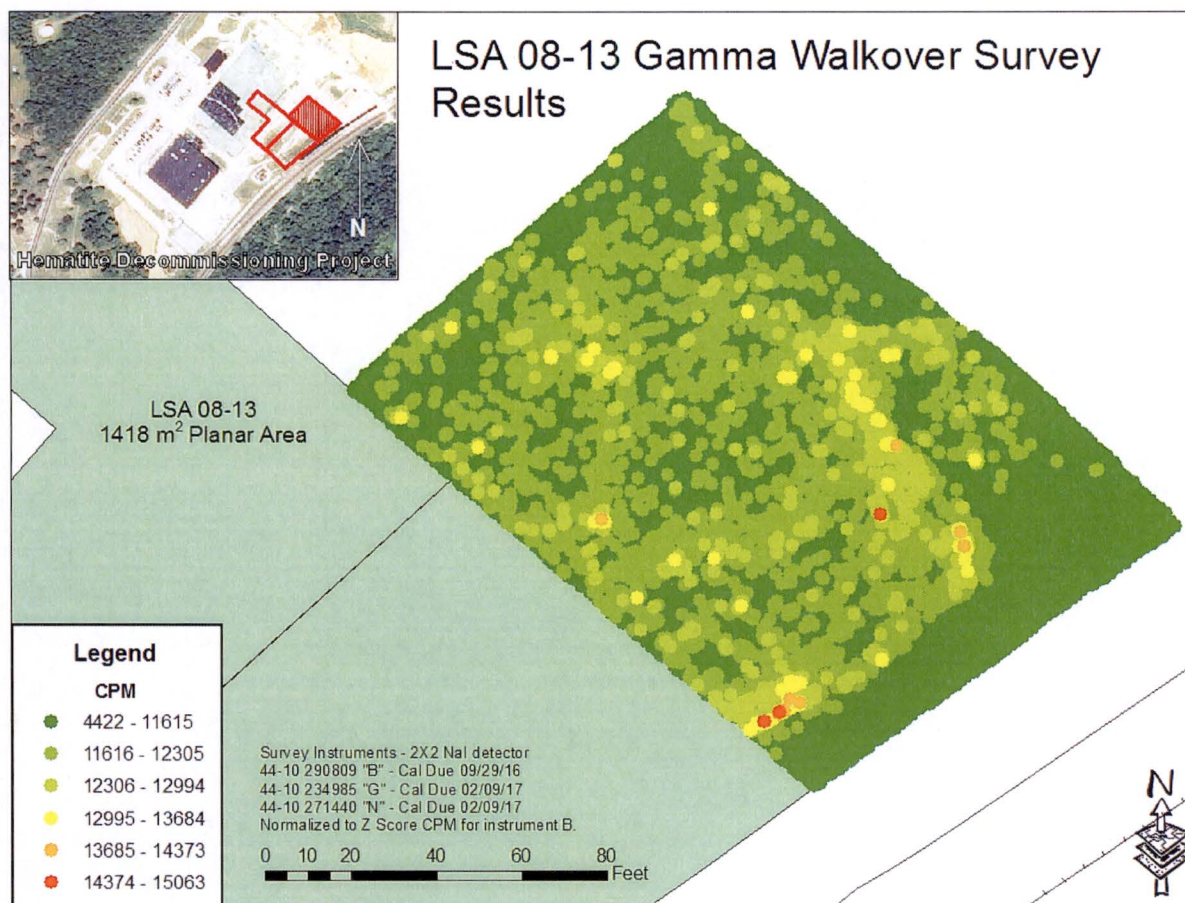 LSA 08-13 Gamma Walkover Survey
Results
N
Hematite Decommissioning Project
LSA 08-13
1418 m² Planar Area
Legend
CPM
4422 - 11615
11616 - 12305
12306 - 12994
12995 - 13684
13685 - 14373
14374 - 15063
Survey Instruments - 2X2 NaI detector
44-10 290809 "B" - Cal Due 09/29/16
44-10 234985 "G" - Cal Due 02/09/17
44-10 271440 "N" - Cal Due 02/09/17
Normalized to Z Score CPM for instrument B.
0 10 20 40 60 80
Feet
N